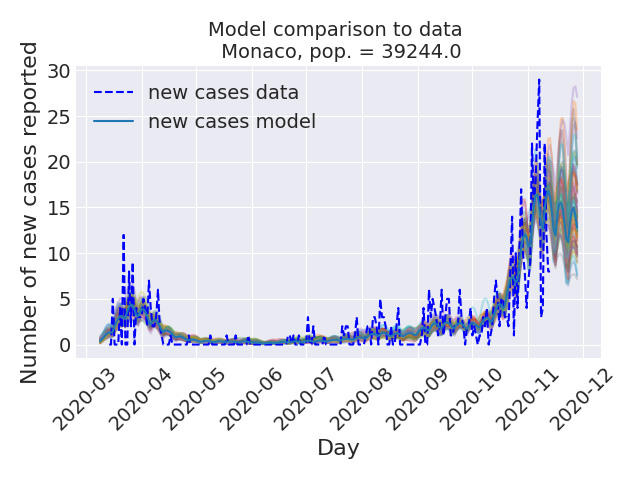 Model comparison to data
Monaco, pop. = 39244.0
Number of new cases reported
30
25
20
15
10
5
0
new cases data
new cases model
2020-03
2020-04
2020-05
2020-06
2020-07
2020-08
2020-09
2020-10
2020-11
2020-12
Day